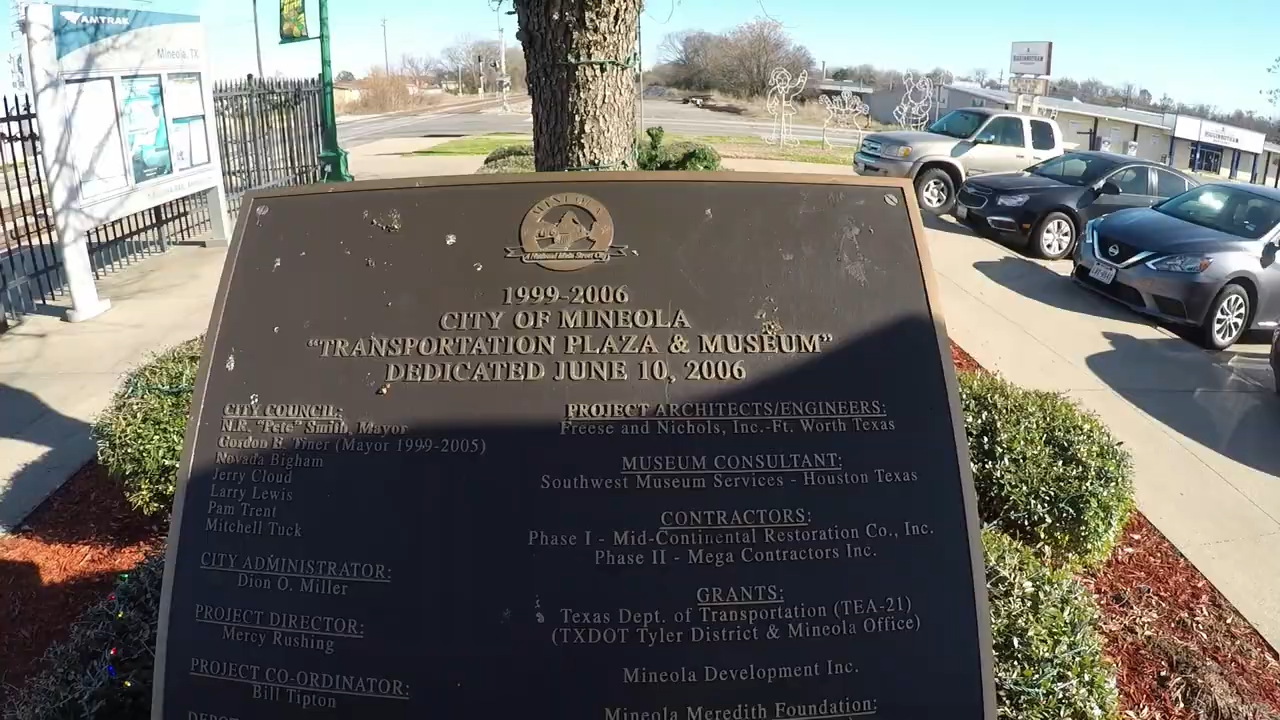 AMTRAK
Mineola, TX
MINEOLA
A National Main Street City
1999-2006
CITY OF MINEOLA
"TRANSPORTATION PLAZA & MUSEUM"
DEDICATED JUNE 10, 2006
CITY COUNCIL:
N.R. "Pete" Smith, Mayor
Gordon B. Tiner (Mayor 1999-2005)
Novada Bigham
Jerry Cloud
Larry Lewis
Pam Trent
Mitchell Tuck
CITY ADMINISTRATOR:
Dion O. Miller
PROJECT DIRECTOR:
Mercy Rushing
PROJECT CO-ORDINATOR:
Bill Tipton
PROJECT ARCHITECTS/ENGINEERS:
Freese and Nichols, Inc.-Ft. Worth Texas
MUSEUM CONSULTANT:
Southwest Museum Services - Houston Texas
CONTRACTORS:
Phase I - Mid-Continental Restoration Co., Inc.
Phase II - Mega Contractors Inc.
GRANTS:
Texas Dept. of Transportation (TEA-21)
(TXDOT Tyler District & Mineola Office)
Mineola Development Inc.
Mineola Meredith Foundation: